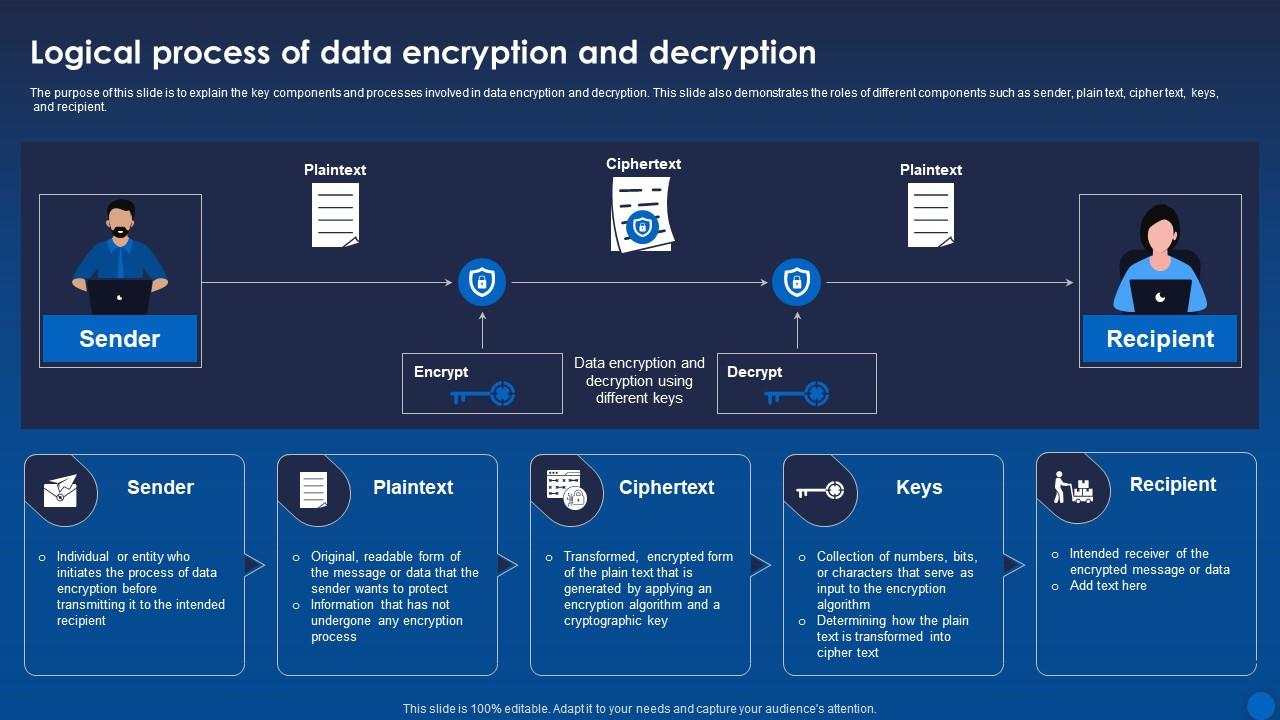 Logical process of data encryption and decryption
The purpose of this slide is to explain the key components and processes involved in data encryption and decryption. This slide also demonstrates the roles of different components such as sender, plain text, cipher text, keys,
and recipient.
Plaintext
Ciphertext
Plaintext
Sender
Recipient
Encrypt
Data encryption and
decryption using
different keys
Decrypt
Sender
o Individual or entity who
initiates the process of data
encryption before
transmitting it to the intended
recipient
Plaintext
o Original, readable form of
the message or data that the
sender wants to protect
o Information that has not
undergone any encryption
process
Ciphertext
o Transformed, encrypted form
of the plain text that is
generated by applying an
encryption algorithm and a
cryptographic key
Keys
o Collection of numbers, bits,
or characters that serve as
input to the encryption
algorithm
o Determining how the plain
text is transformed into
cipher text
Recipient
o Intended receiver of the
encrypted message or data
o Add text here
This slide is 100% editable. Adapt it to your needs and capture your audience's attention.